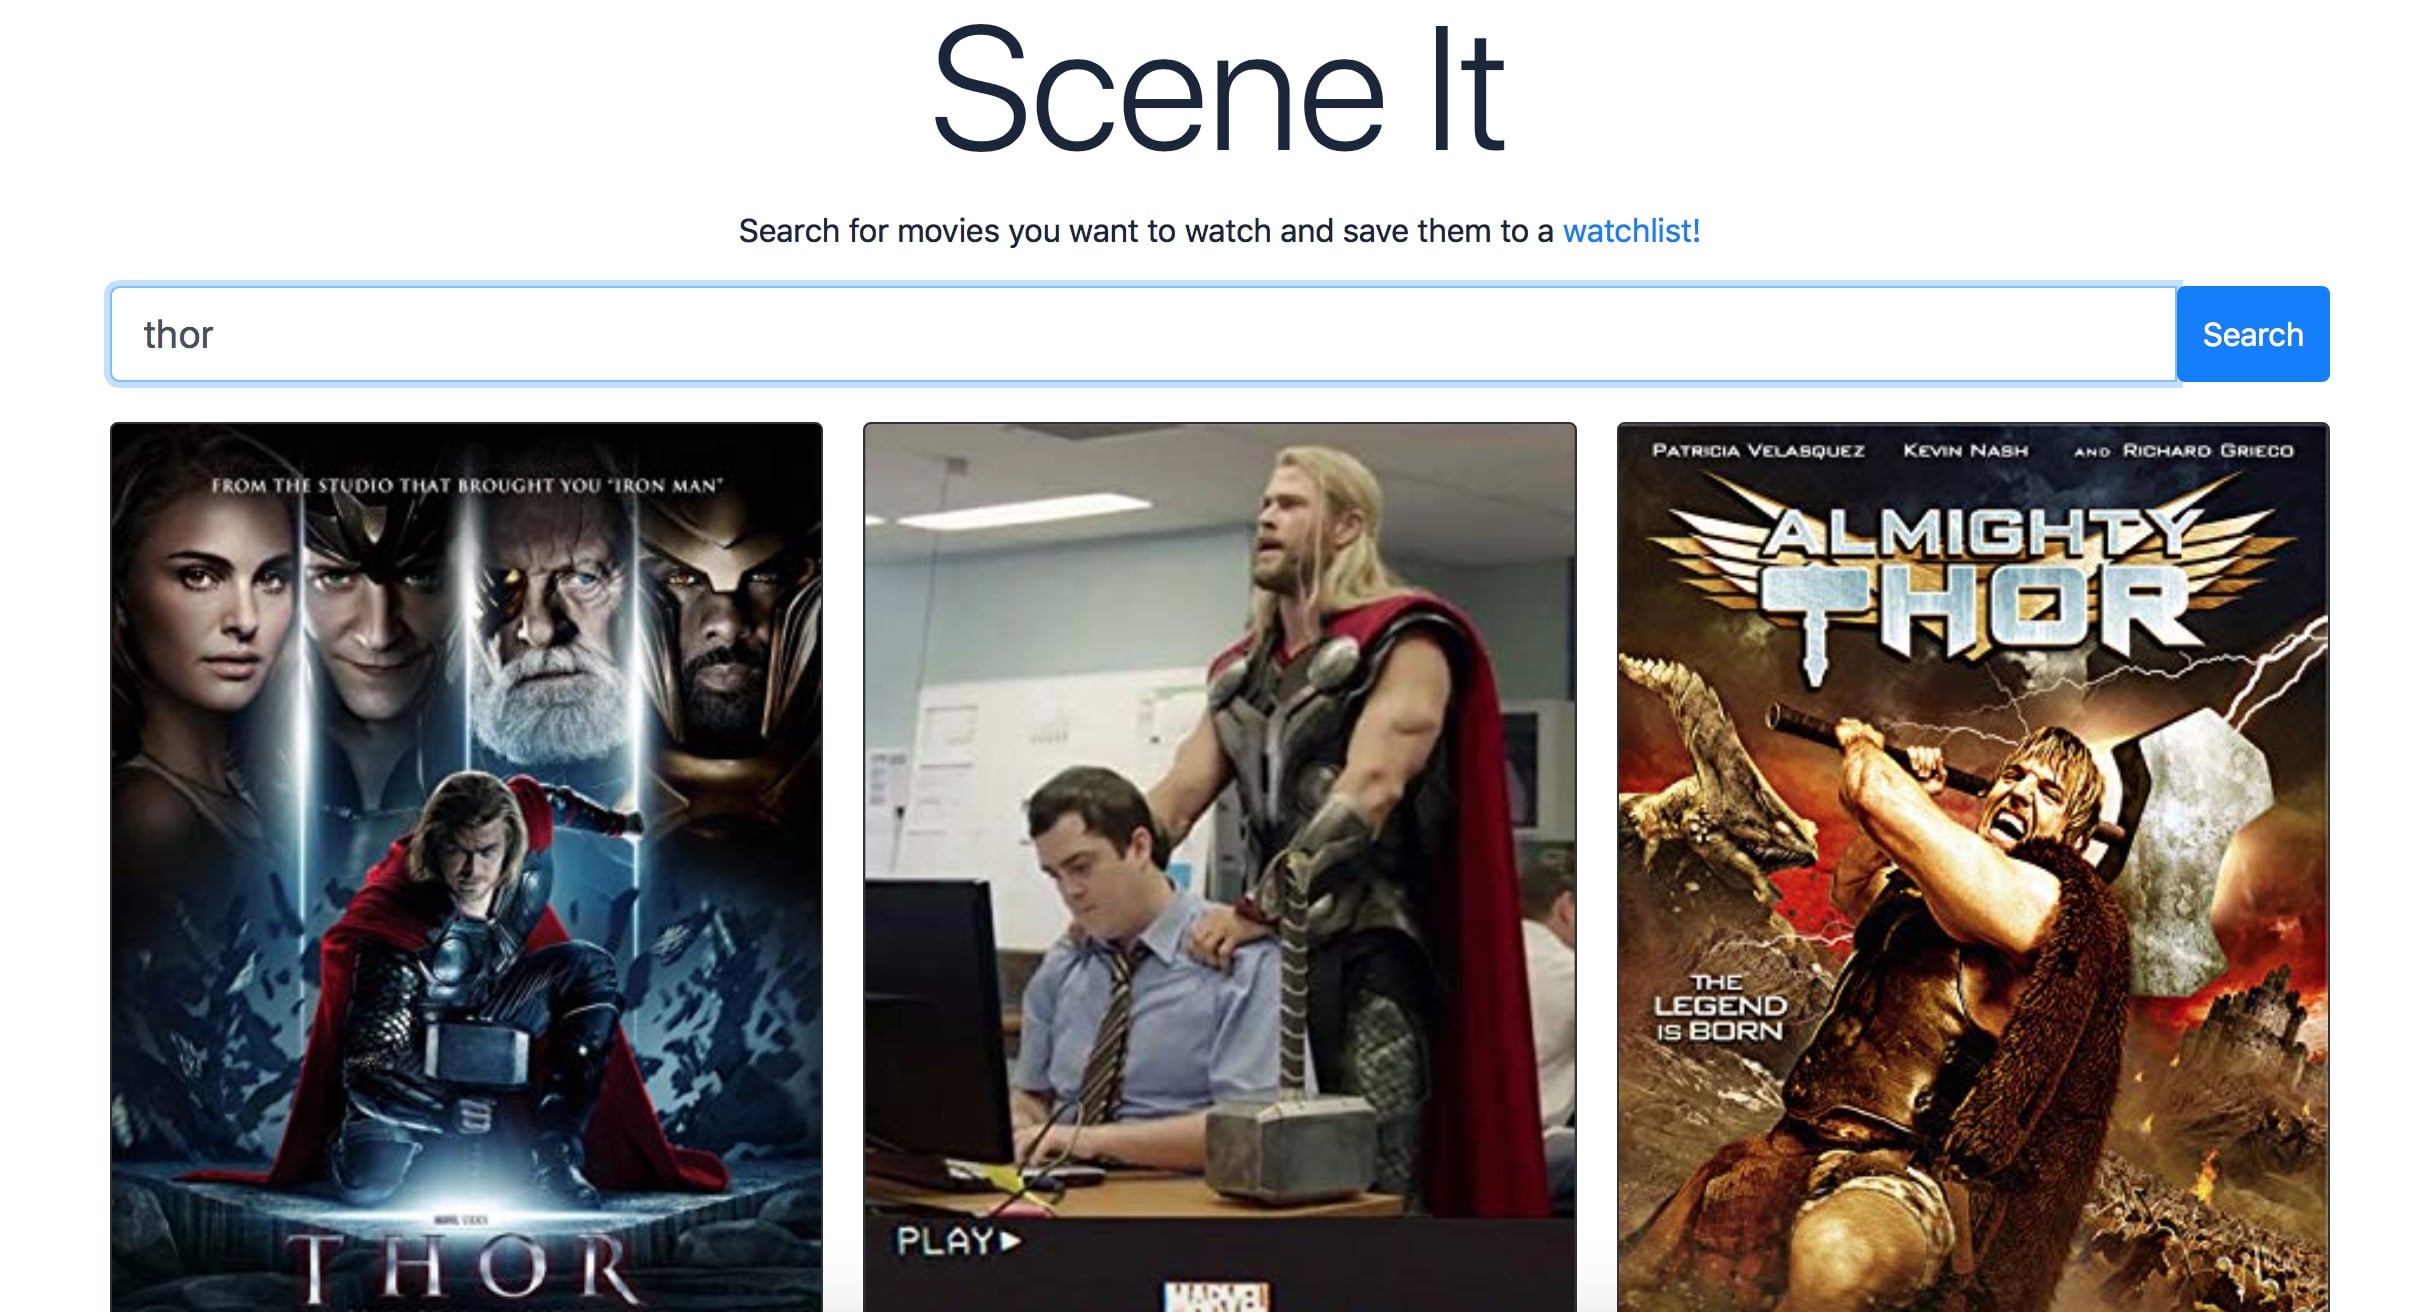 Scene It
Search for movies you want to watch and save them to a watchlist!
thor
Search
FROM THE STUDIO THAT BROUGHT YOU "IRON MAN"
THOR
PLAY
MARVEL
PATRICIA VELASQUEZ KEVIN NASH AND RICHARD GRIECO
ALMIGHTY
THOR
THE
LEGEND
IS BORN